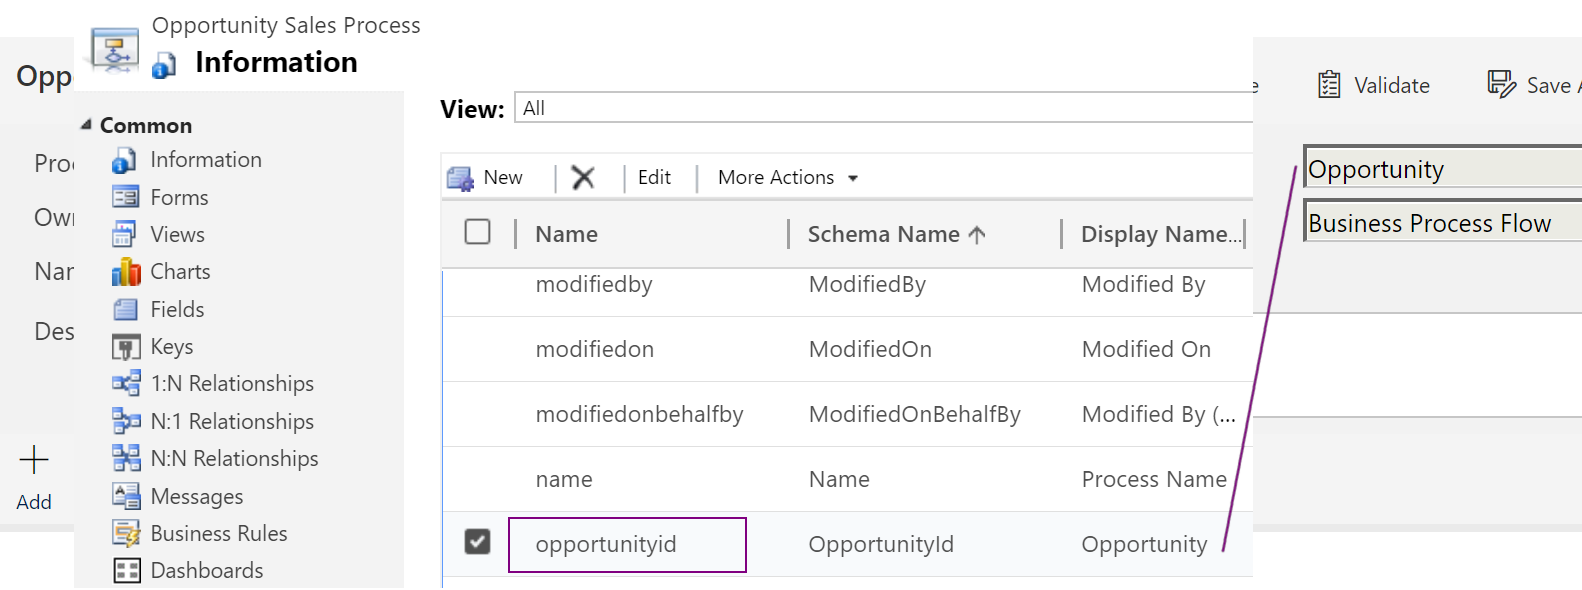 Opportunity Sales Process
Information
Opp
Proc
Own
Nar
Des
Add
Common
Information
Forms
Views
Charts
Fields
Keys
1:N Relationships
N:1 Relationships
N:N Relationships
Messages
Business Rules
Dashboards
View: All
New Edit More Actions
Name Schema Name Display Name...
modifiedby ModifiedBy Modified By
modifiedon ModifiedOn Modified On
modifiedonbehalfby ModifiedOnBehalfBy Modified By (...
name Name Process Name
opportunityid OpportunityId Opportunity
e Validate Save A
Opportunity
Business Process Flow